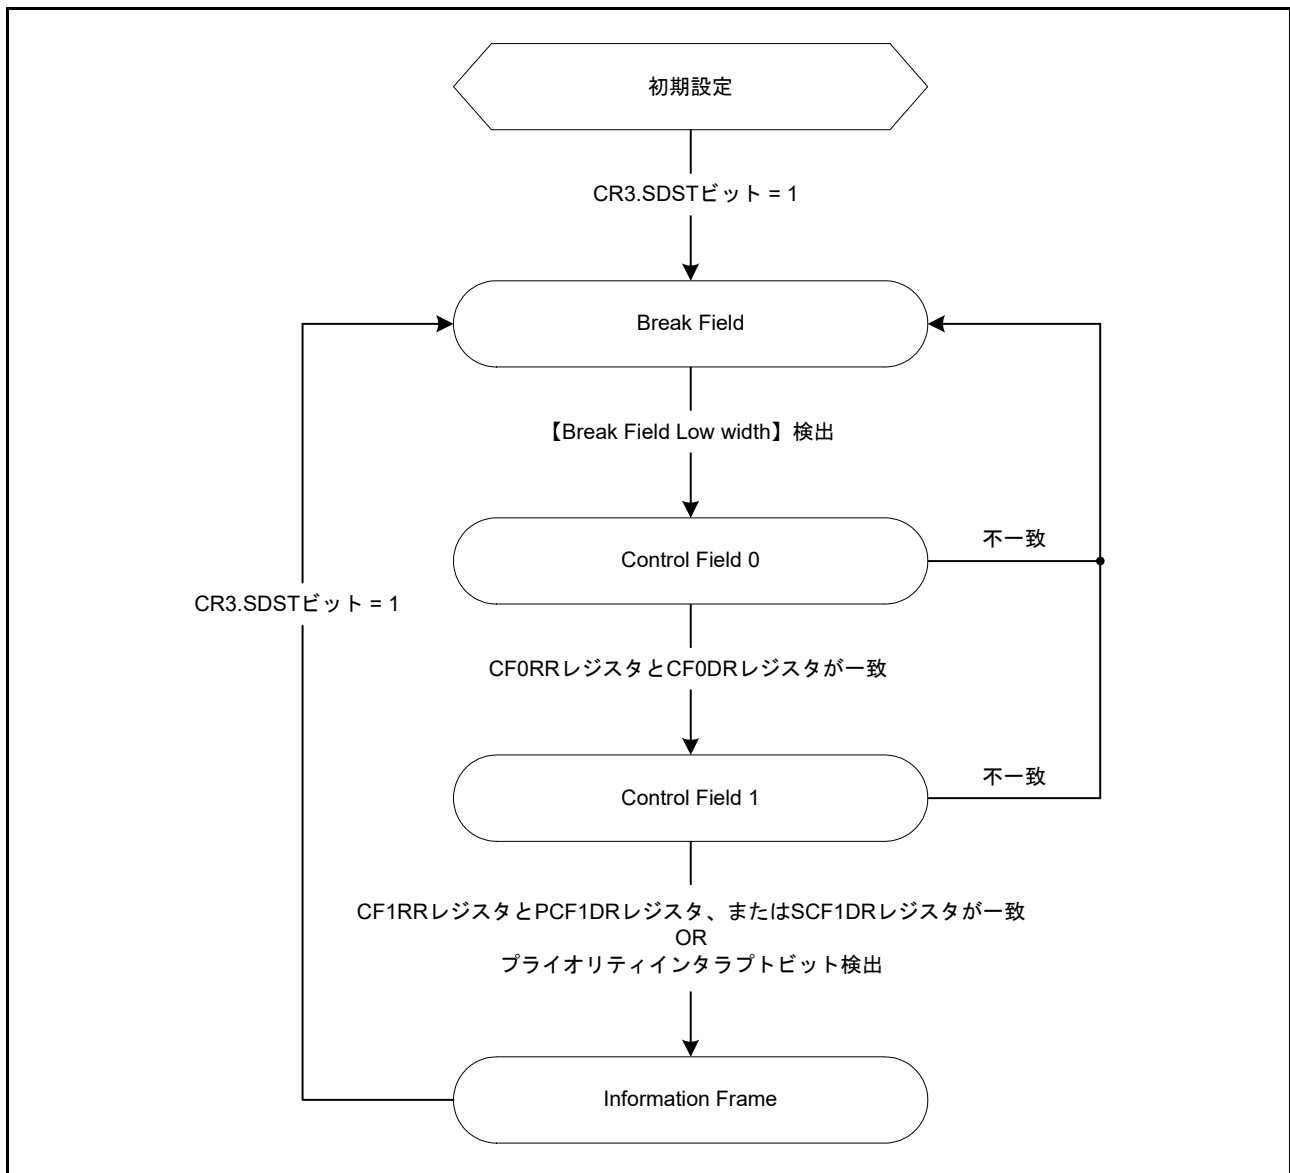 初期設定
CR3.SDSTビット = 1
Break Field
【Break Field Low width】検出
Control Field 0
不一致
CR3.SDSTビット = 1
CF0RRレジスタとCF0DRレジスタが一致
Control Field 1
不一致
CF1RRレジスタとPCF1DRレジスタ、またはSCF1DRレジスタが一致
OR
プライオリティインタラプトビット検出
Information Frame